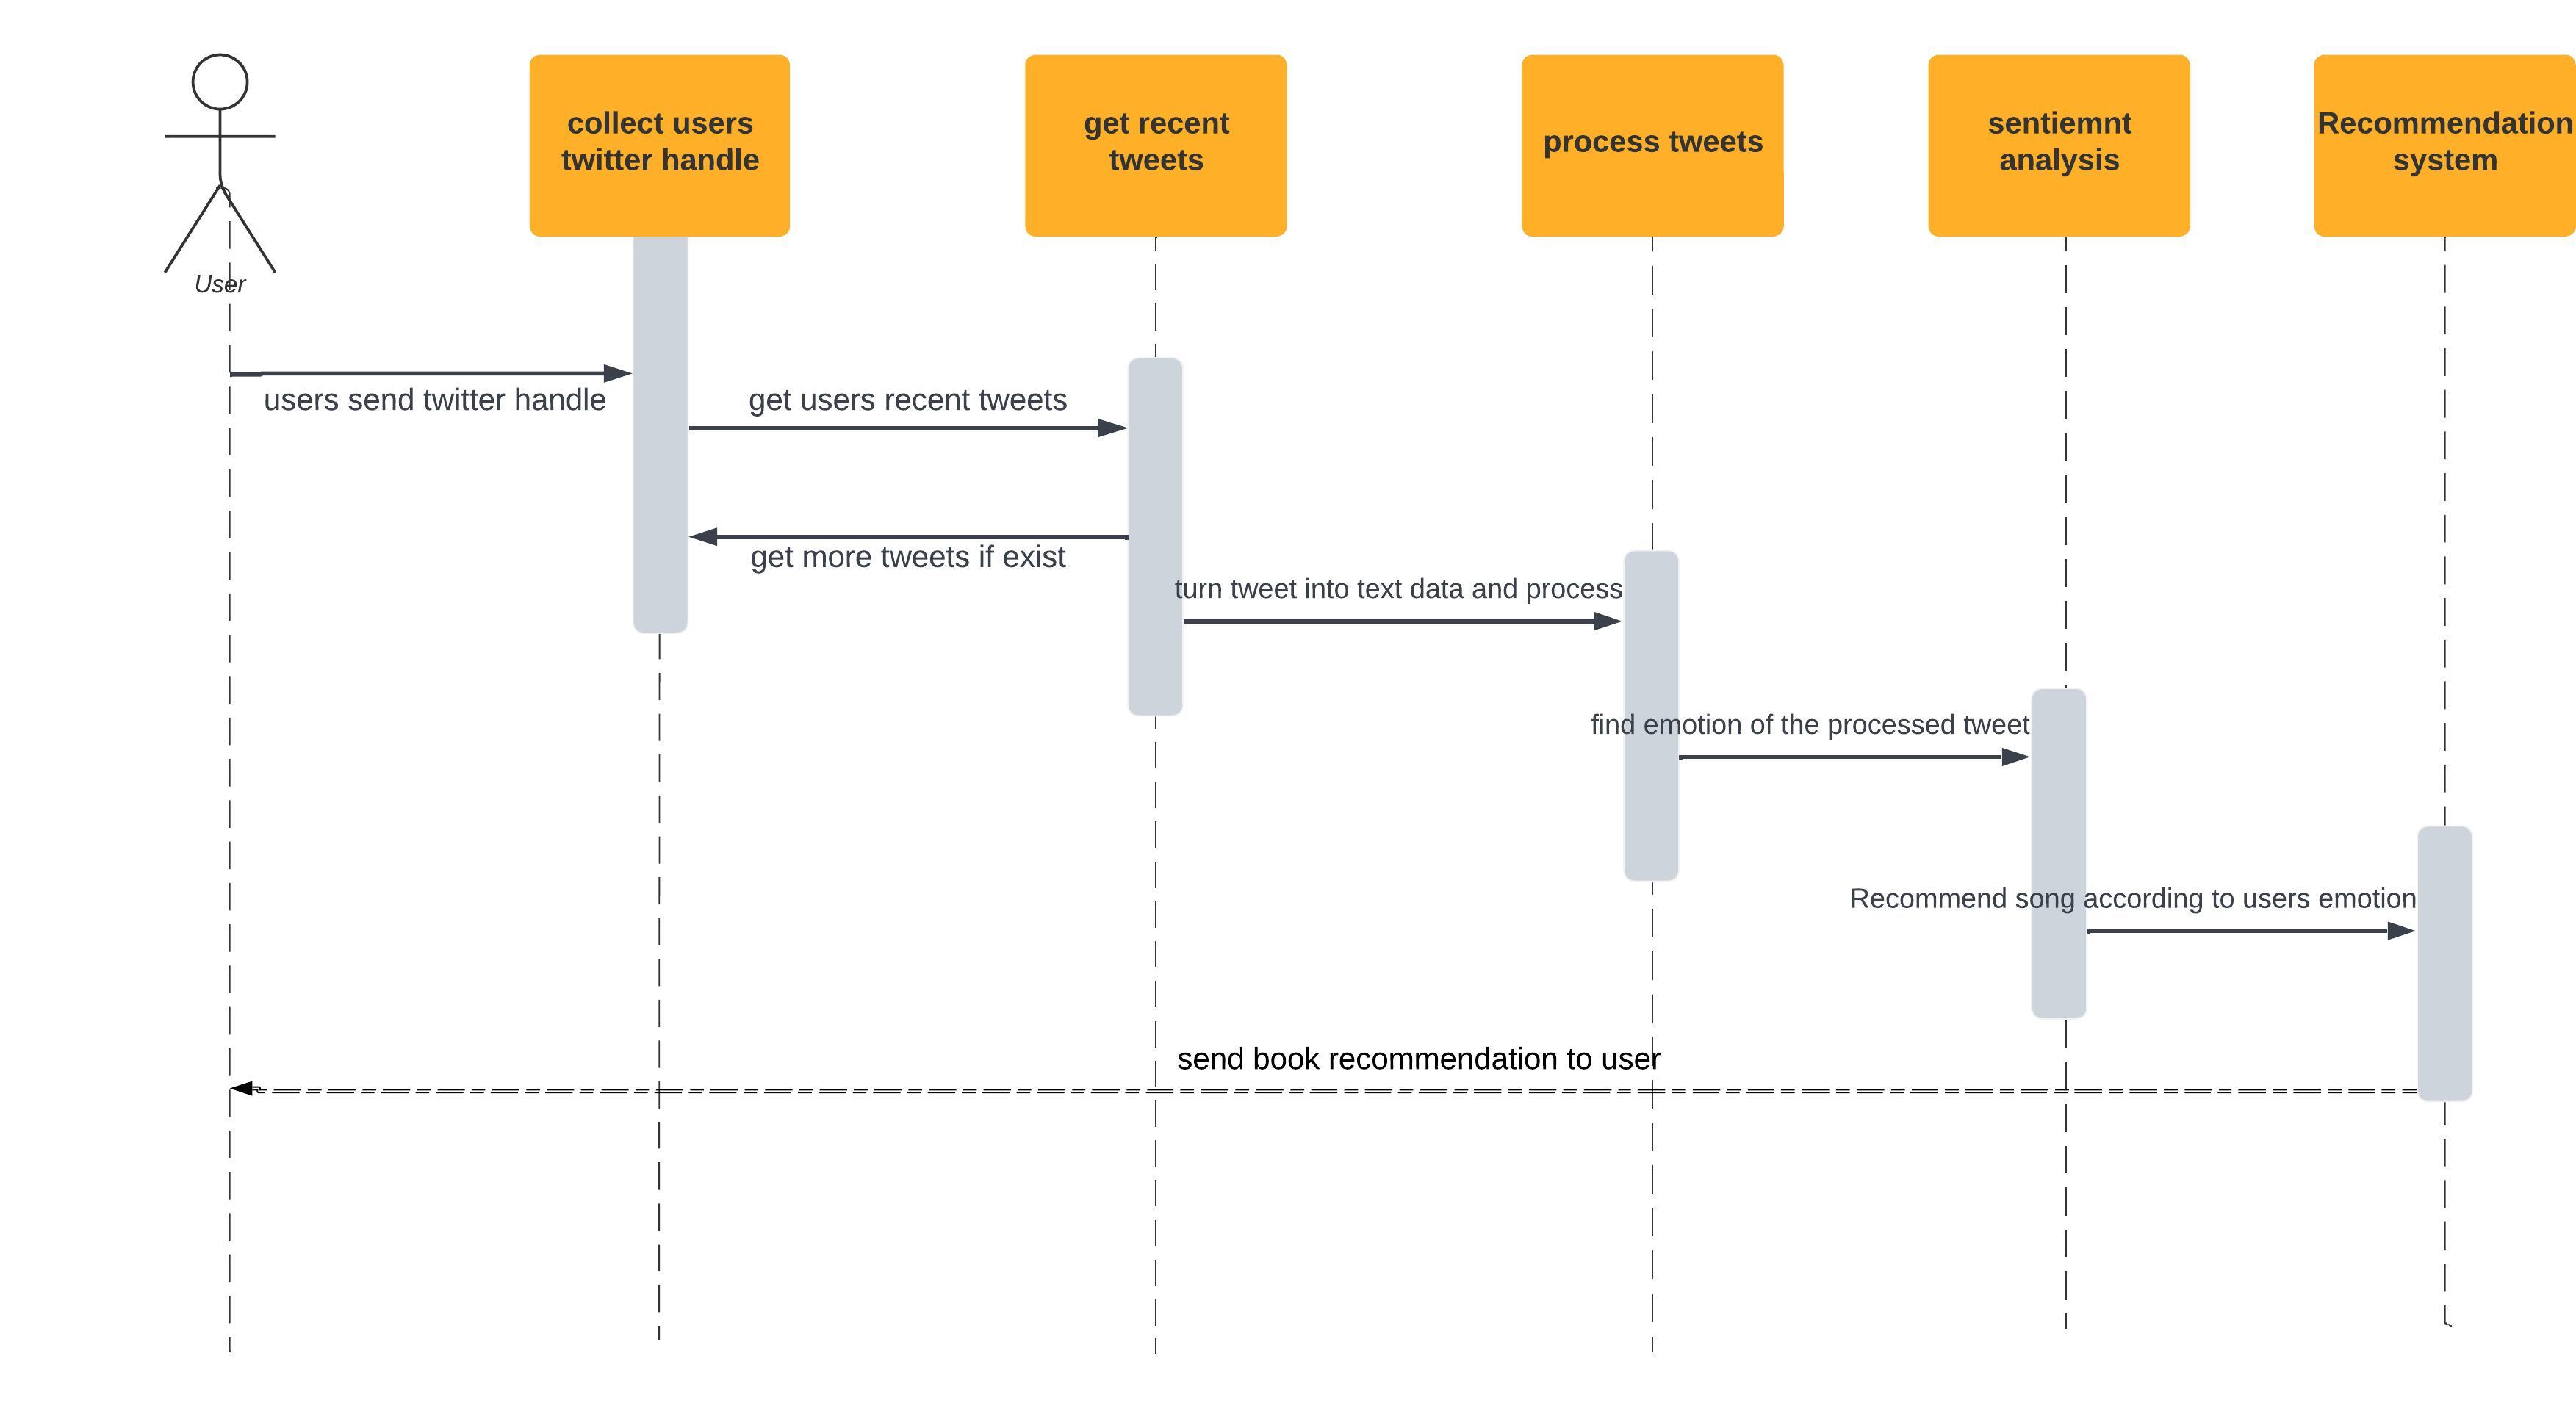 collect users
twitter handle
get recent
tweets
process tweets
sentiemnt
analysis
Recommendation
system
User
users send twitter handle
get users recent tweets
get more tweets if exist
turn tweet into text data and process
find emotion of the processed tweet
Recommend song according to users emotion
send book recommendation to user